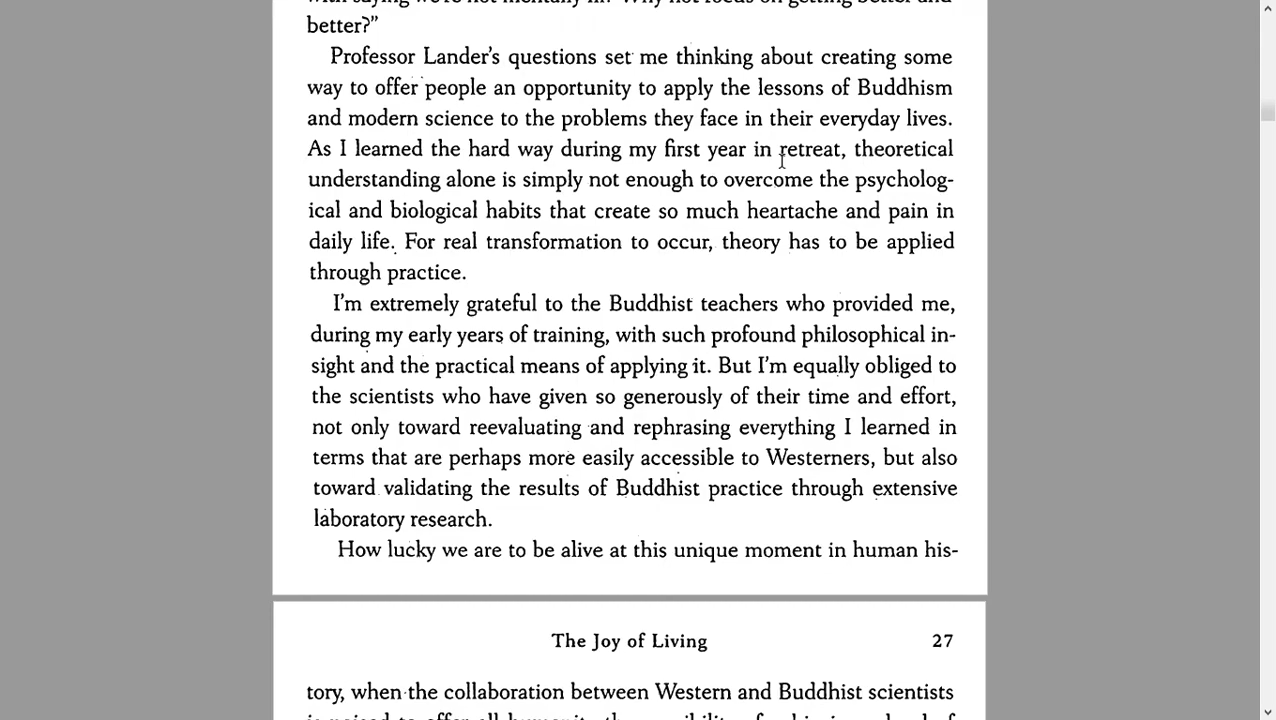 better?"
Professor Lander's questions set me thinking about creating some
way to offer people an opportunity to apply the lessons of Buddhism
and modern science to the problems they face in their everyday lives.
As I learned the hard way during my first year in retreat, theoretical
understanding alone is simply not enough to overcome the psycholog-
ical and biological habits that create so much heartache and pain in
daily life. For real transformation to occur, theory has to be applied
through practice.
I'm extremely grateful to the Buddhist teachers who provided me,
during my early years of training, with such profound philosophical in-
sight and the practical means of applying it. But I'm equally obliged to
the scientists who have given so generously of their time and effort,
not only toward reevaluating and rephrasing everything I learned in
terms that are perhaps more easily accessible to Westerners, but also
toward validating the results of Buddhist practice through extensive
laboratory research.
How lucky we are to be alive at this unique moment in human his-
The Joy of Living 27
tory, when the collaboration between Western and Buddhist scientists